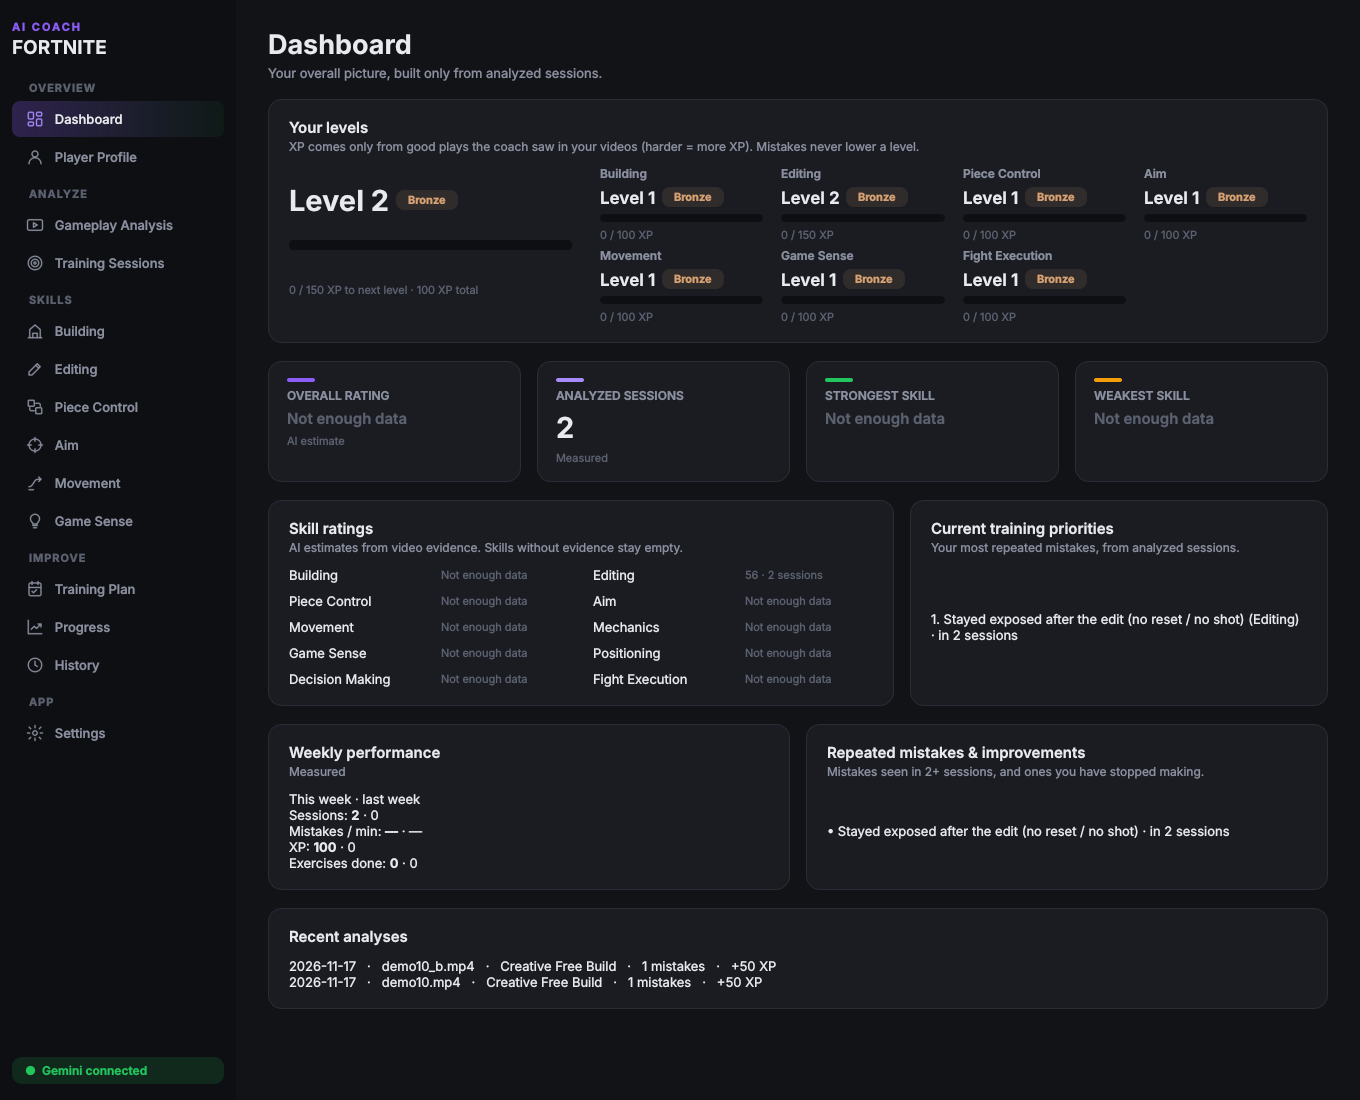 AI COACH
FORTNITE
OVERVIEW
Dashboard
Player Profile
ANALYZE
Gameplay Analysis
Training Sessions
SKILLS
Building
Editing
Piece Control
Aim
Movement
Game Sense
IMPROVE
Training Plan
Progress
History
APP
Settings
Gemini connected
Dashboard
Your overall picture, built only from analyzed sessions.
Your levels
XP comes only from good plays the coach saw in your videos (harder = more XP). Mistakes never lower a level.
Level 2 Bronze
0 / 150 XP to next level · 100 XP total
Building
Level 1 Bronze
0 / 100 XP
Editing
Level 2 Bronze
0 / 150 XP
Piece Control
Level 1 Bronze
0 / 100 XP
Aim
Level 1 Bronze
0 / 100 XP
Movement
Level 1 Bronze
0 / 100 XP
Game Sense
Level 1 Bronze
0 / 100 XP
Fight Execution
Level 1 Bronze
0 / 100 XP
OVERALL RATING
Not enough data
AI estimate
ANALYZED SESSIONS
2
Measured
STRONGEST SKILL
Not enough data
WEAKEST SKILL
Not enough data
Skill ratings
AI estimates from video evidence. Skills without evidence stay empty.
Building Not enough data Editing 56 · 2 sessions
Piece Control Not enough data Aim Not enough data
Movement Not enough data Mechanics Not enough data
Game Sense Not enough data Positioning Not enough data
Decision Making Not enough data Fight Execution Not enough data
Current training priorities
Your most repeated mistakes, from analyzed sessions.
1. Stayed exposed after the edit (no reset / no shot) (Editing)
· in 2 sessions
Weekly performance
Measured
This week · last week
Sessions: 2 · 0
Mistakes / min: — · —
XP: 100 · 0
Exercises done: 0 · 0
Repeated mistakes & improvements
Mistakes seen in 2+ sessions, and ones you have stopped making.
• Stayed exposed after the edit (no reset / no shot) · in 2 sessions
Recent analyses
2026-11-17 · demo10_b.mp4 · Creative Free Build · 1 mistakes · +50 XP
2026-11-17 · demo10.mp4 · Creative Free Build · 1 mistakes · +50 XP